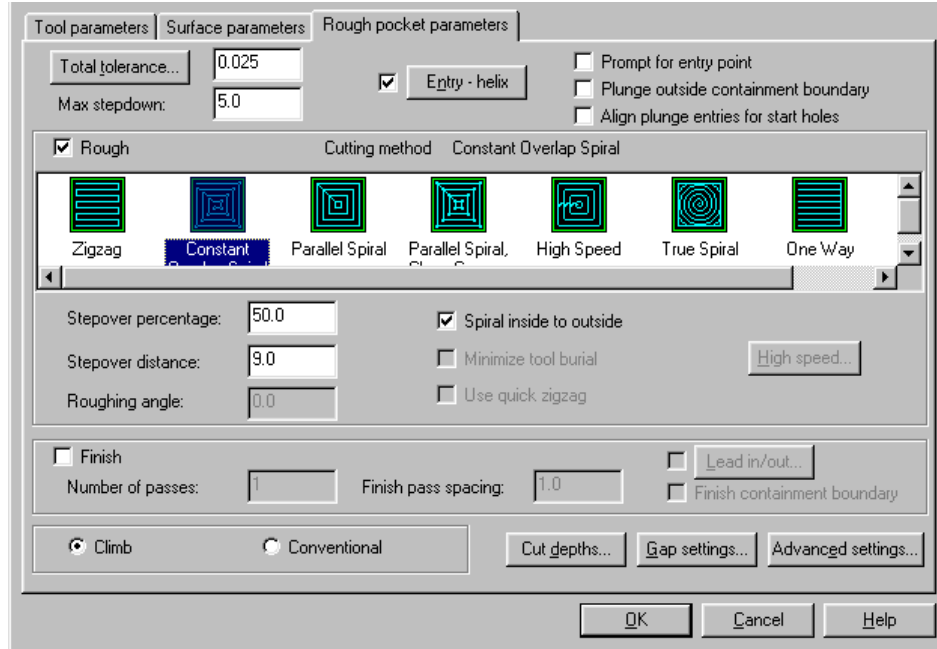 Tool parameters Surface parameters Rough pocket parameters
Total tolerance... 0.025
Max stepdown: 5.0
Entry - helix
Prompt for entry point
Plunge outside containment boundary
Align plunge entries for start holes
Rough Cutting method Constant Overlap Spiral
Zigzag Constant Parallel Spiral Parallel Spiral, High Speed True Spiral One Way
Stepover percentage: 50.0 Spiral inside to outside
Stepover distance: 9.0 Minimize tool burial High speed...
Roughing angle: 0.0 Use quick zigzag
Finish
Number of passes: 1 Finish pass spacing: 1.0
Lead in/out...
Finish containment boundary
Climb Conventional Cut depths... Gap settings... Advanced settings...
OK Cancel Help